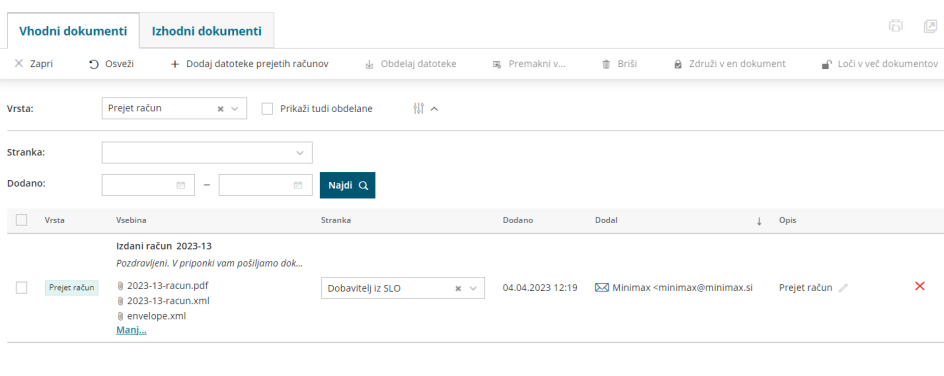 Vhodni dokumenti Izhodni dokumenti
Zapri Osveži Dodaj datoteke prejetih računov Obdelaj datoteke Premakni v... Briši Združi v en dokument Loči v več dokumentov
Vrsta: Prejet račun Prikaži tudi obdelane
Stranka:
Dodano: – Najdi
Vrsta Vsebina Stranka Dodano Dodal Opis
Izdani račun 2023-13
Pozdravljeni. V priponki vam pošiljamo dok...
Prejet račun 2023-13-racun.pdf Dobavitelj iz SLO 04.04.2023 12:19 Minimax <minimax@minimax.si Prejet račun
2023-13-racun.xml
envelope.xml
Manj...